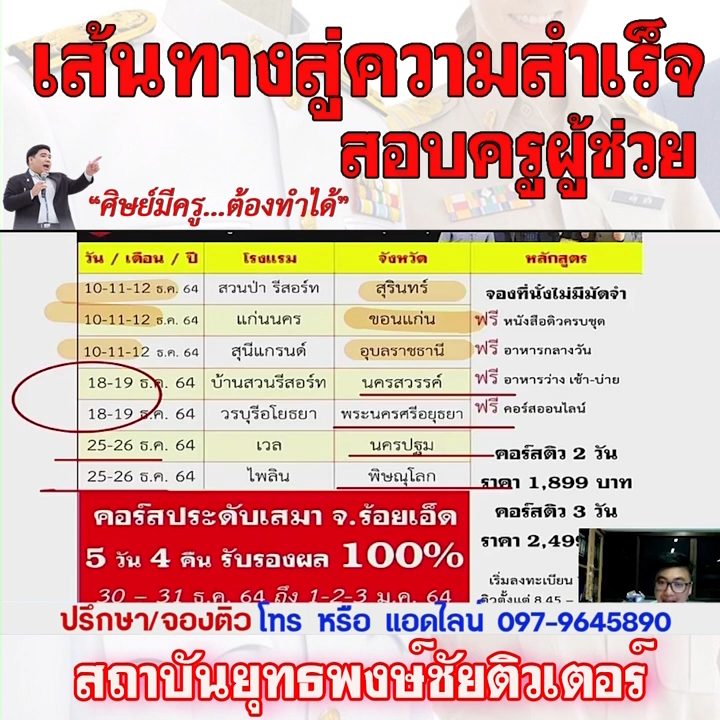 เส้นทางสู่ความสำเร็จ
สอบครูผู้ช่วย
“ศิษย์มีครู...ต้องทำได้”
วัน / เดือน / ปี โรงแรม จังหวัด หลักสูตร
10-11-12 ธ.ค. 64 สวนป่า รีสอร์ท สุรินทร์
10-11-12 ธ.ค. 64 แก่นนคร ขอนแก่น
10-11-12 ธ.ค. 64 สุนีแกรนด์ อุบลราชธานี
18-19 ธ.ค. 64 บ้านสวนรีสอร์ท นครสวรรค์
18-19 ธ.ค. 64 วรบุรีอโยธยา พระนครศรีอยุธยา
25-26 ธ.ค. 64 เวล นครปฐม
25-26 ธ.ค. 64 ไพลิน พิษณุโลก
จองที่นั่งไม่มีมัดจำ
ฟรี หนังสือติวครบชุด
ฟรี อาหารกลางวัน
ฟรี อาหารว่าง เช้า-บ่าย
ฟรี คอร์สออนไลน์
คอร์สติว 2 วัน
ราคา 1,899 บาท
คอร์สติว 3 วัน
ราคา 2,49
เริ่มลงทะเบียน
ติวตั้งแต่ 8.45 –
คอร์สประดับเสมา จ.ร้อยเอ็ด
5 วัน 4 คืน รับรองผล 100%
30 – 31 ธ.ค. 64 ถึง 1-2-3 ม.ค. 64
ปรึกษา/จองติว โทร หรือ แอดไลน์ 097-9645890
สถาบันยุทธพงษ์ชัยติวเตอร์